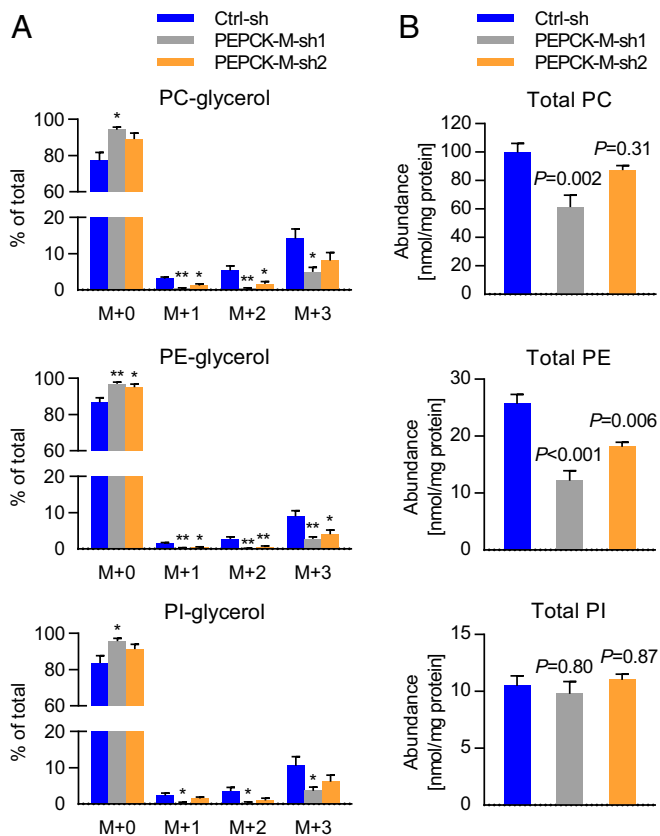 A
Ctrl-sh
PEPCK-M-sh1
PEPCK-M-sh2
PC-glycerol
% of total
100
80
60
20
10
0
*
** *
** *
*
M+0 M+1 M+2 M+3
PE-glycerol
% of total
100
80
60
20
10
0
** *
** *
** **
** *
M+0 M+1 M+2 M+3
PI-glycerol
% of total
100
80
60
20
10
0
*
*
*
*
M+0 M+1 M+2 M+3
B
Ctrl-sh
PEPCK-M-sh1
PEPCK-M-sh2
Total PC
Abundance
[nmol/mg protein]
120
100
80
60
40
20
0
P=0.002
P=0.31
Total PE
Abundance
[nmol/mg protein]
30
20
10
0
P<0.001
P=0.006
Total PI
Abundance
[nmol/mg protein]
15
10
5
0
P=0.80
P=0.87